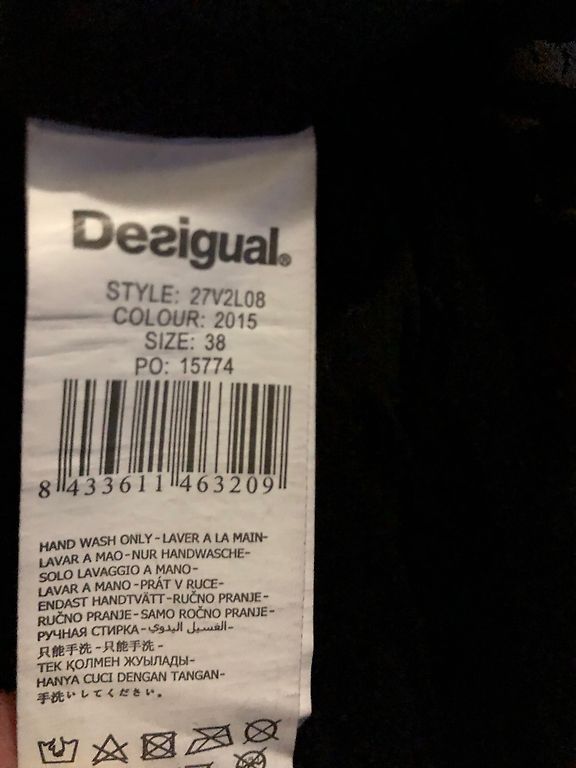 Desigual®
STYLE: 27V2L08
COLOUR: 2015
SIZE: 38
PO: 15774
8 433611 463209
HAND WASH ONLY-LAVER A LA MAIN-
LAVAR A MAO-NUR HANDWASCHE-
SOLO LAVAGGIO A MANO-
LAVAR A MANO-PRÁT V RUCE-
ENDAST HANDTVÄTT-RUČNO PRANJE-
RUČNO PRANJE-SAMO ROČNO PRANJE-
РУЧНАЯ СТИРКА-الغسيل اليدوي-
只能手洗-只能手洗-
ТЕК ҚОЛМЕН ЖУЫЛАДЫ-
HANYA CUCI DENGAN TANGAN-
手洗いしてください。